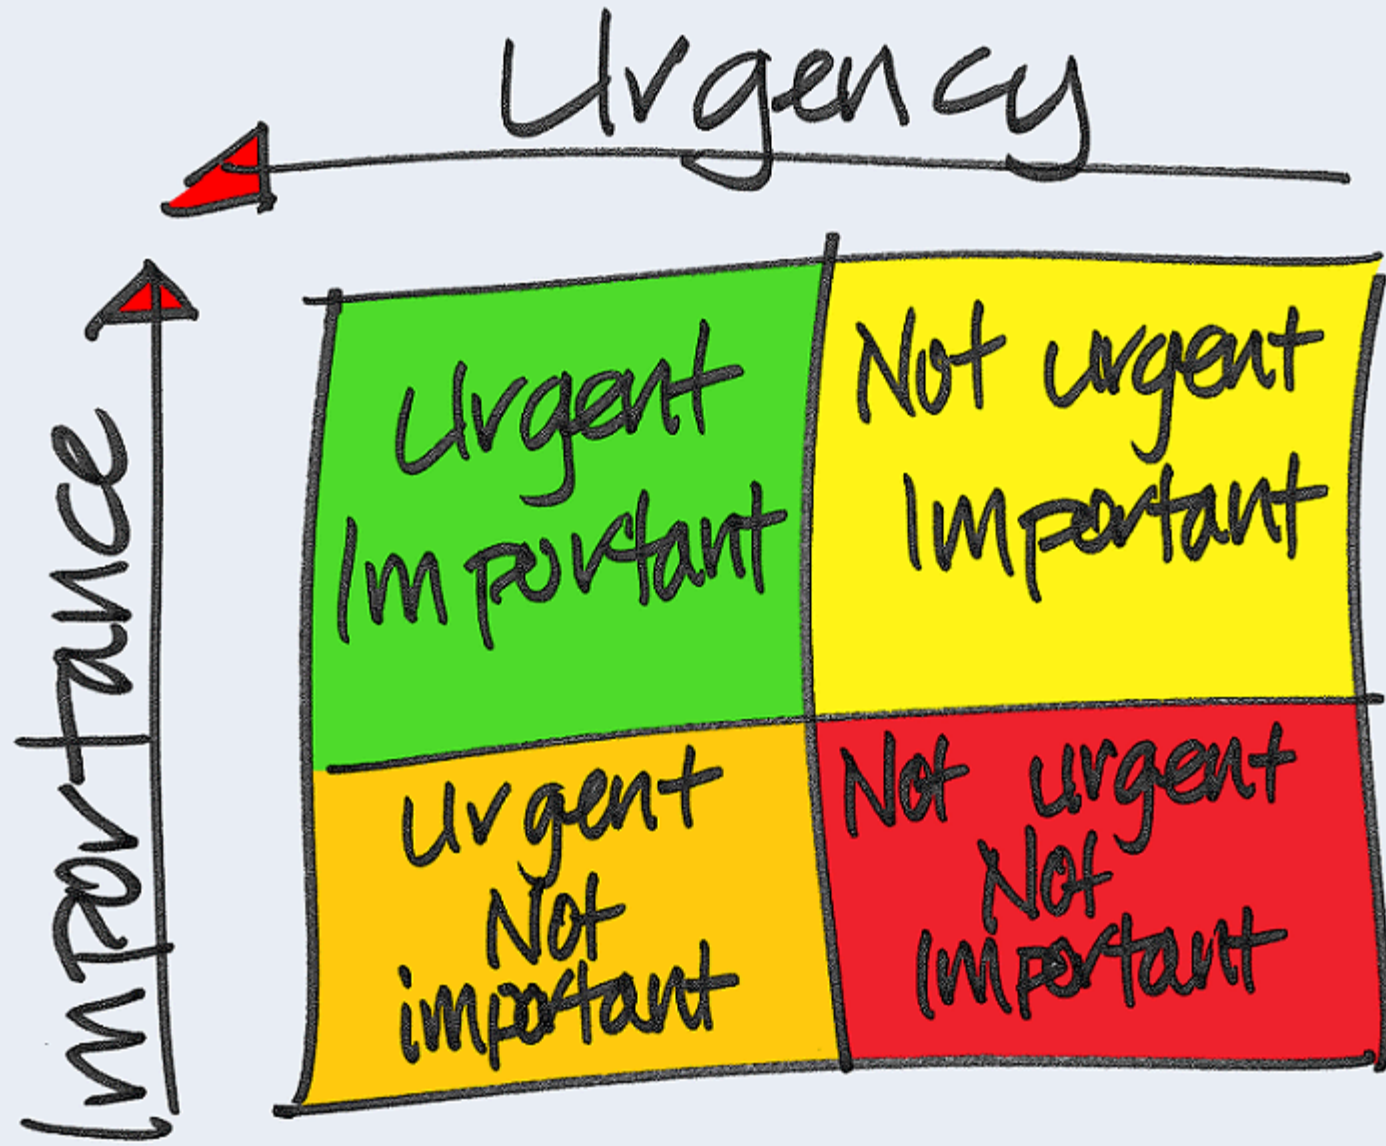 Urgency
Importance
Urgent
Important
Not urgent
Important
Urgent
Not
important
Not urgent
Not
Important